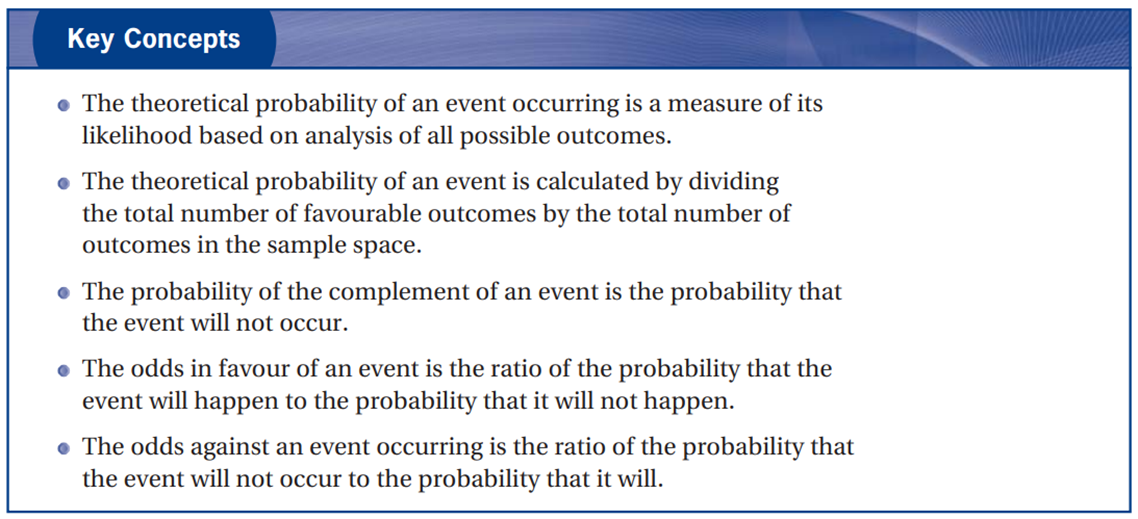 Key Concepts
The theoretical probability of an event occurring is a measure of its
likelihood based on analysis of all possible outcomes.
The theoretical probability of an event is calculated by dividing
the total number of favourable outcomes by the total number of
outcomes in the sample space.
The probability of the complement of an event is the probability that
the event will not occur.
The odds in favour of an event is the ratio of the probability that the
event will happen to the probability that it will not happen.
The odds against an event occurring is the ratio of the probability that
the event will not occur to the probability that it will.